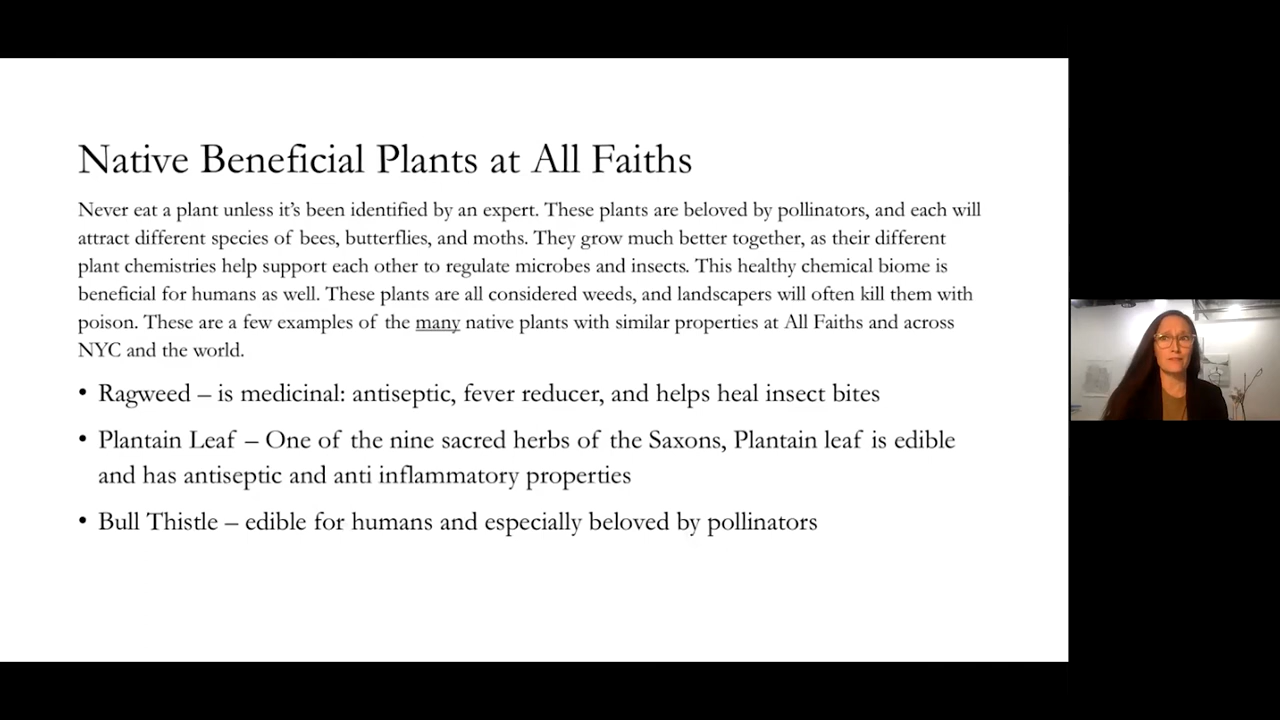 Native Beneficial Plants at All Faiths
Never eat a plant unless it’s been identified by an expert. These plants are beloved by pollinators, and each will
attract different species of bees, butterflies, and moths. They grow much better together, as their different
plant chemistries help support each other to regulate microbes and insects. This healthy chemical biome is
beneficial for humans as well. These plants are all considered weeds, and landscapers will often kill them with
poison. These are a few examples of the many native plants with similar properties at All Faiths and across
NYC and the world.
• Ragweed – is medicinal: antiseptic, fever reducer, and helps heal insect bites
• Plantain Leaf – One of the nine sacred herbs of the Saxons, Plantain leaf is edible
and has antiseptic and anti inflammatory properties
• Bull Thistle – edible for humans and especially beloved by pollinators